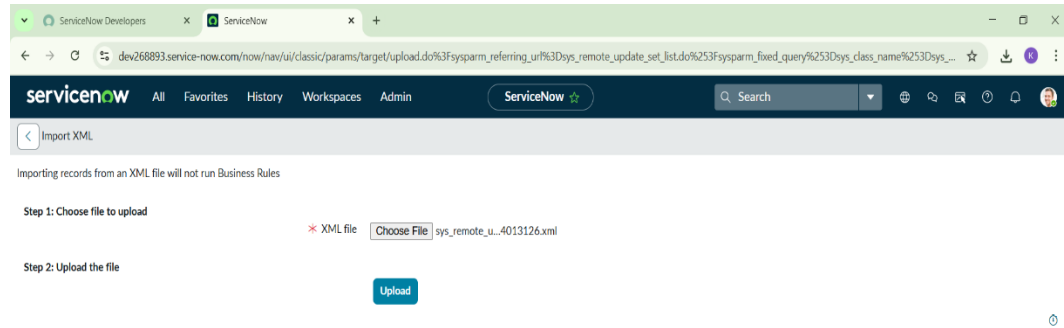 ServiceNow Developers
ServiceNow
dev268893.service-now.com/now/nav/ui/classic/params/target/upload.do%3Fsysparm_referring_url%3Dsys_remote_update_set_list.do%253Fsysparm_fixed_query%253Dsys_class_name%253Dsys_...
K
servicenow All Favorites History Workspaces Admin ServiceNow Search
Import XML
Importing records from an XML file will not run Business Rules
Step 1: Choose file to upload
XML file Choose File sys_remote_u...4013126.xml
Step 2: Upload the file
Upload